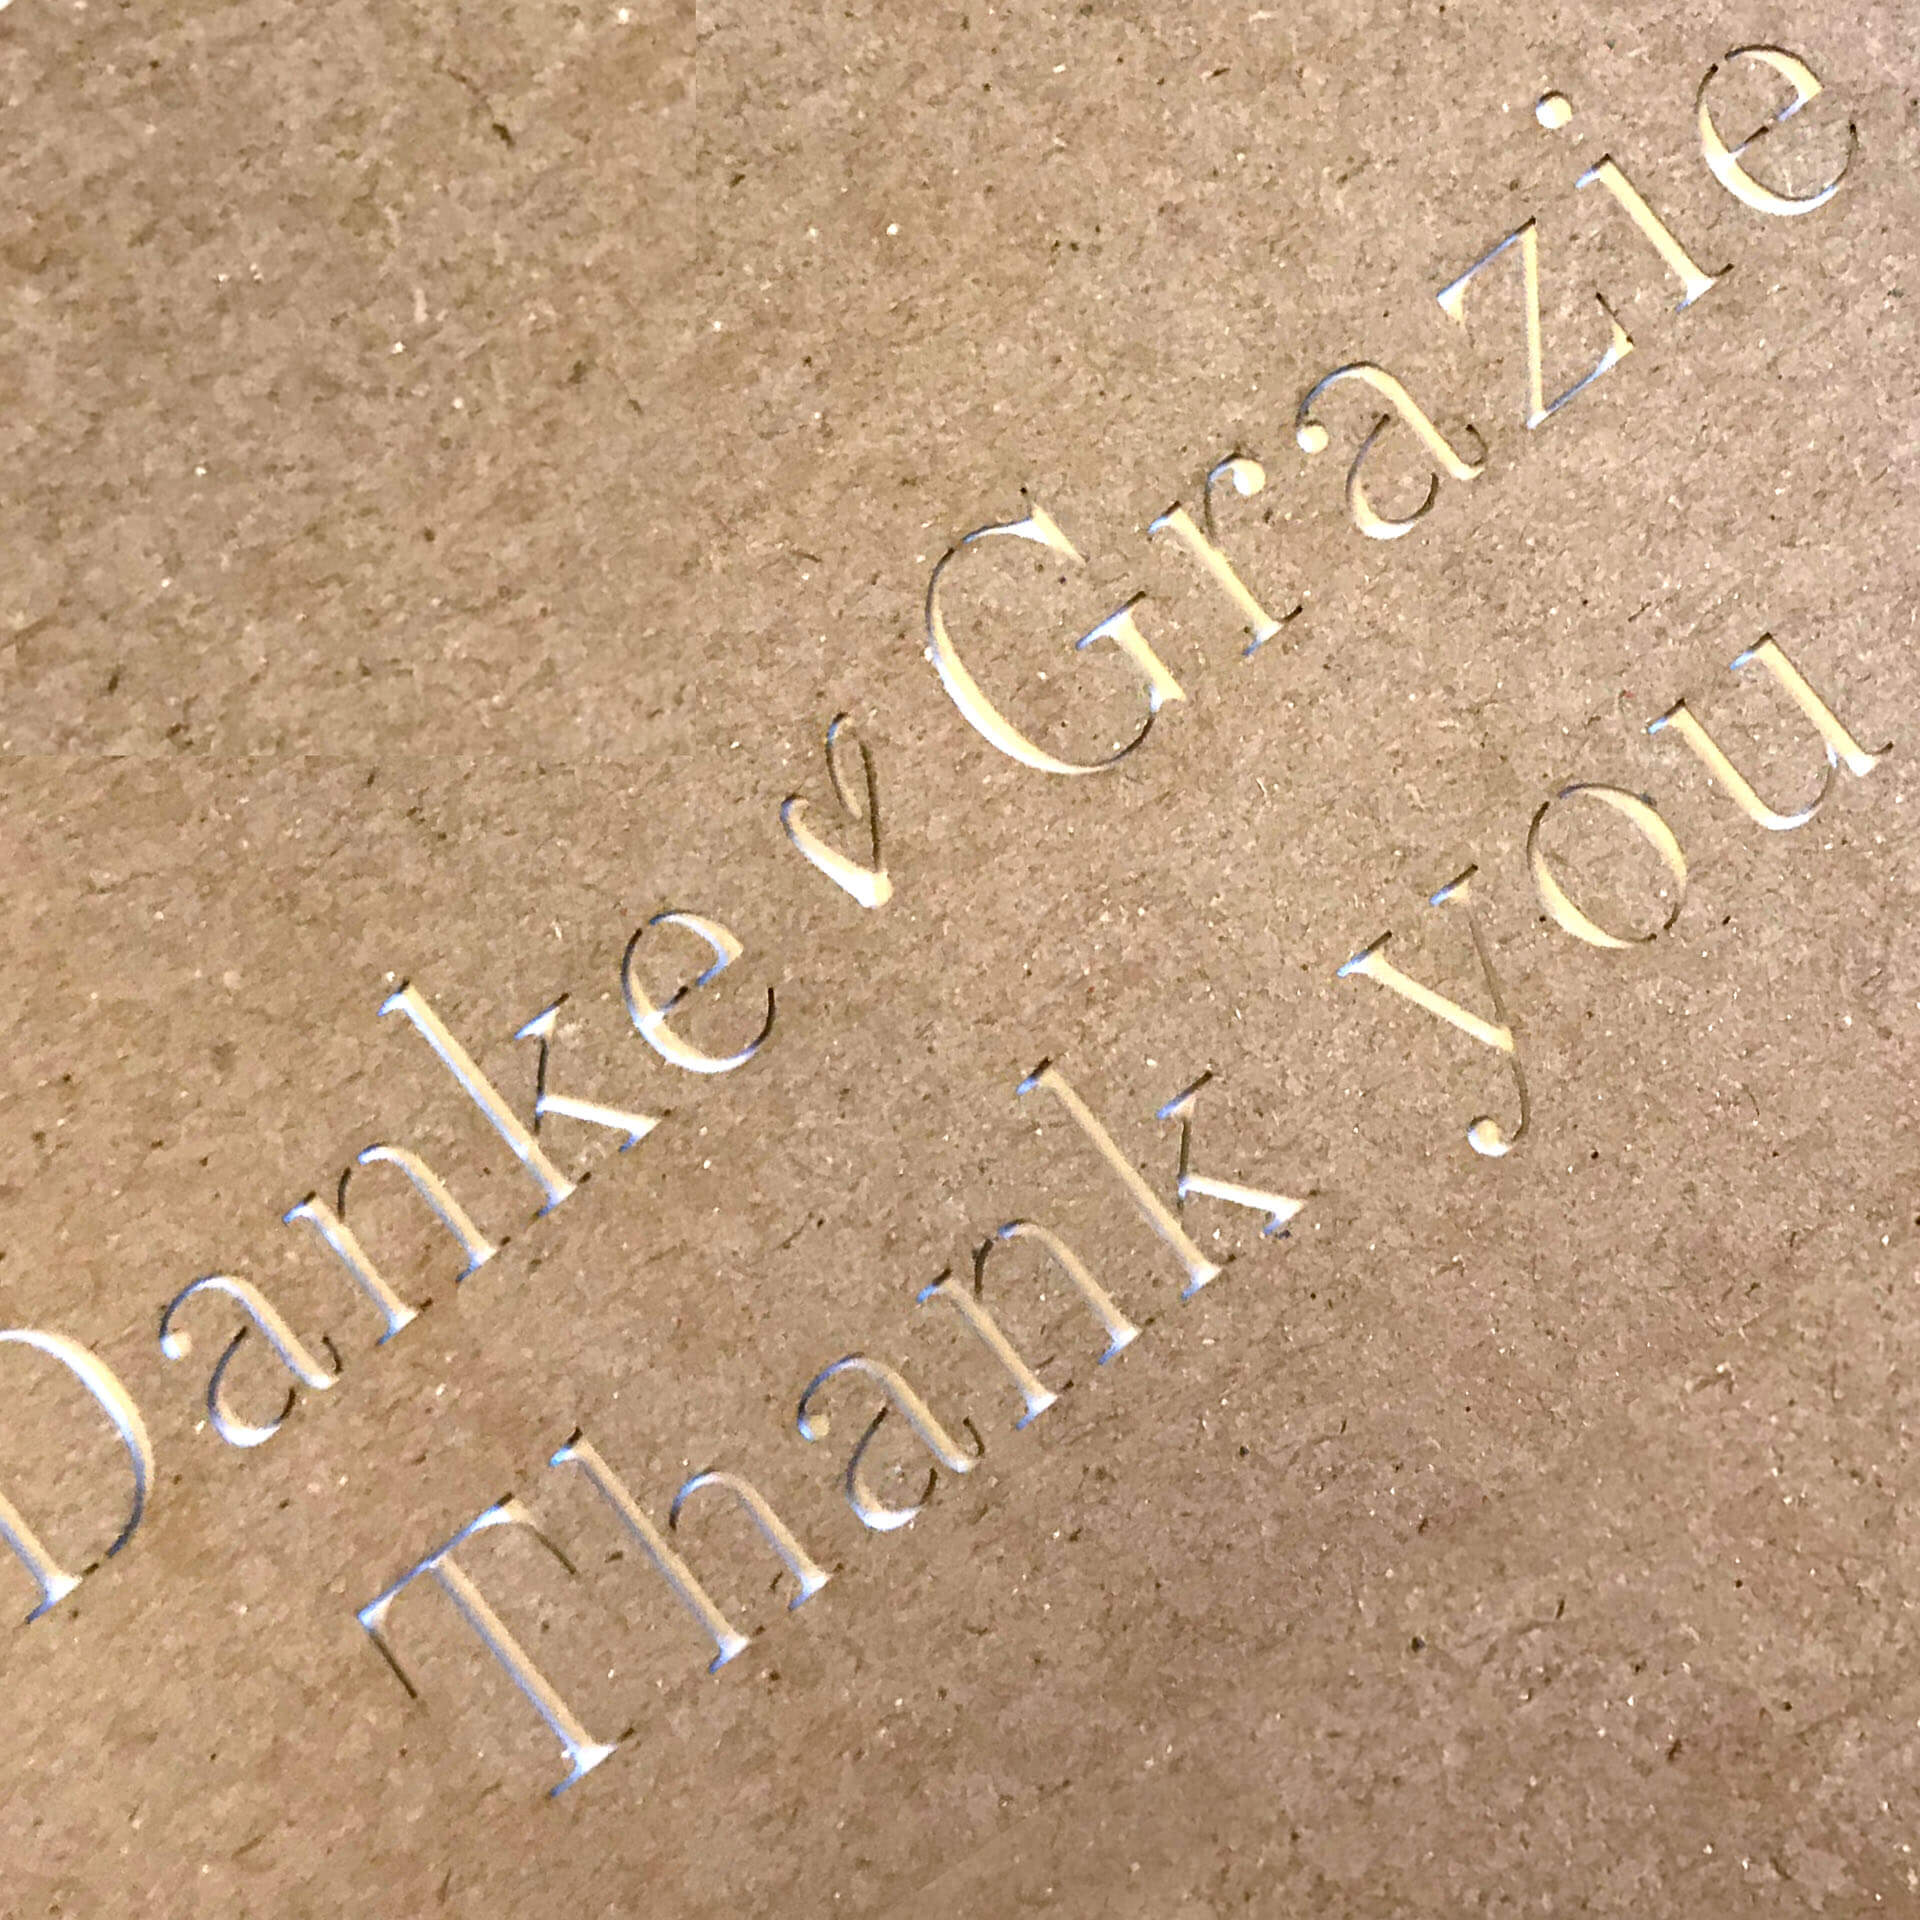 Danke ♡ Grazie
Thank you